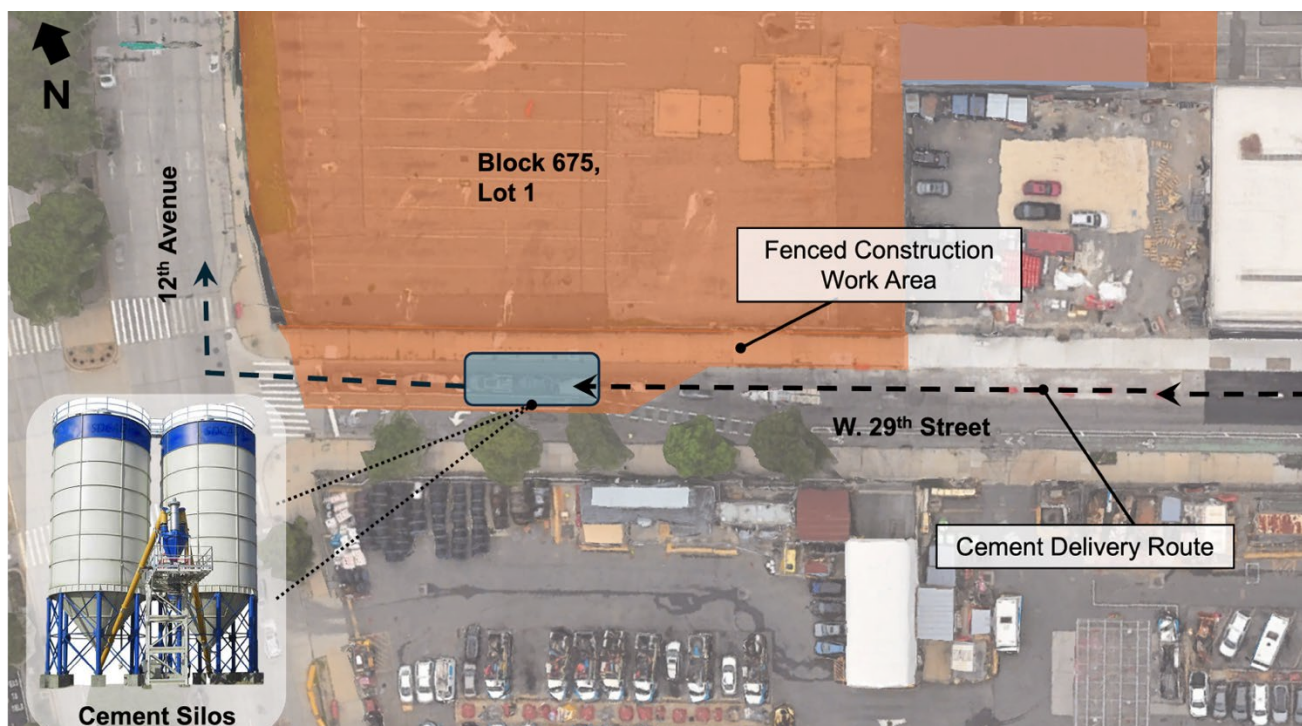 N
12th Avenue
Block 675,
Lot 1
Fenced Construction
Work Area
W. 29th Street
Cement Delivery Route
Cement Silos